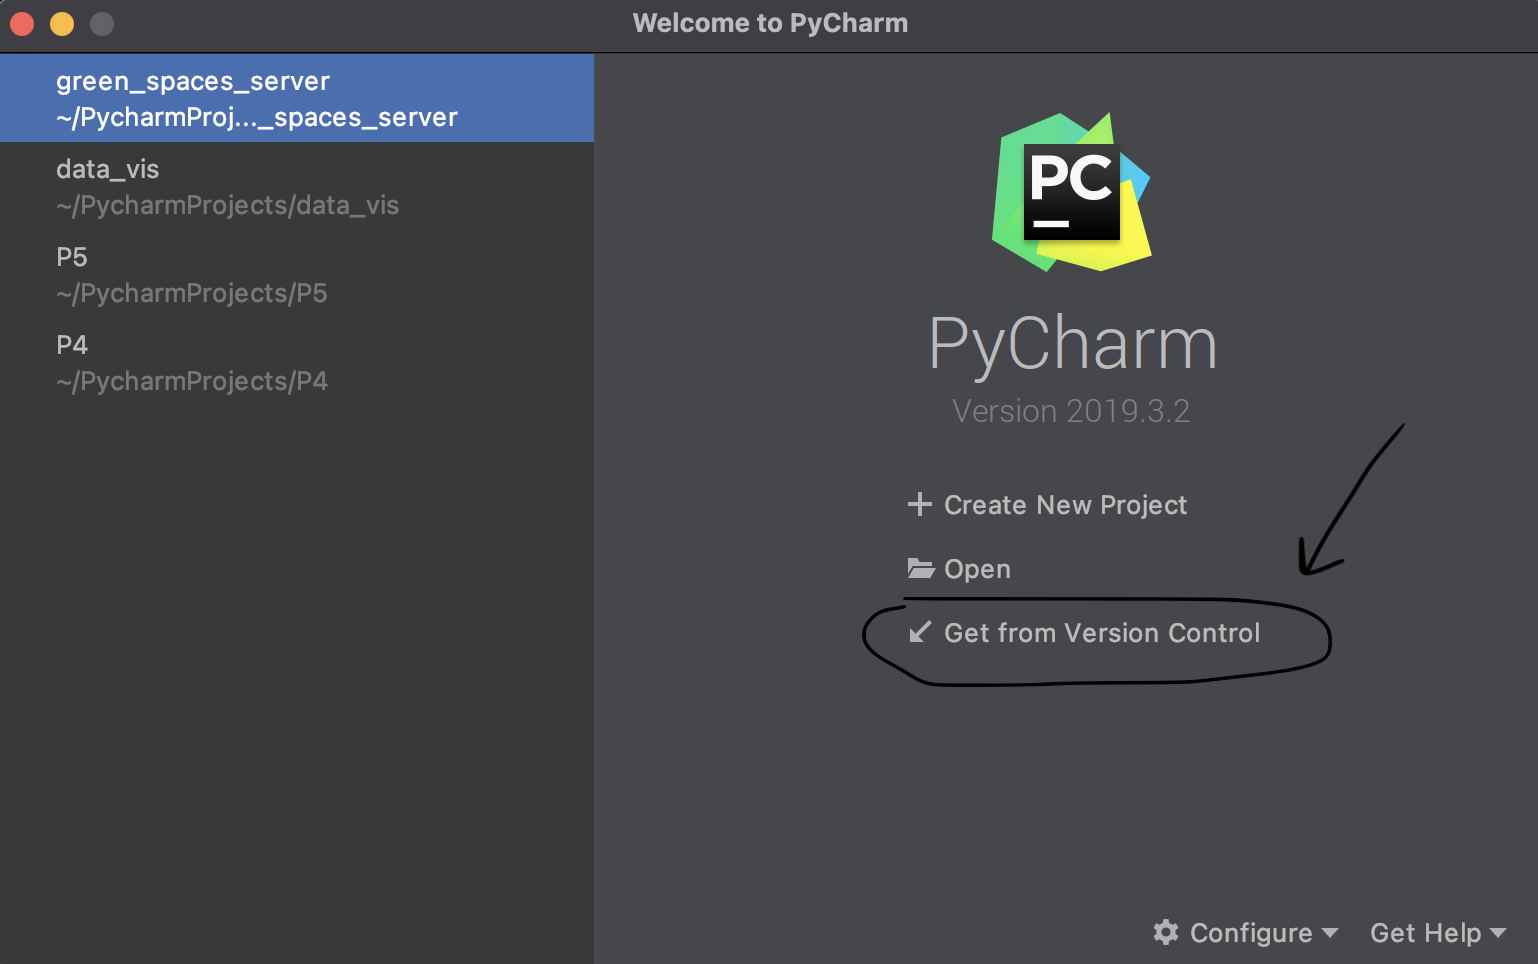 Welcome to PyCharm
green_spaces_server
~/PycharmProj..._spaces_server
data_vis
~/PycharmProjects/data_vis
P5
~/PycharmProjects/P5
P4
~/PycharmProjects/P4
PC
PyCharm
Version 2019.3.2
Create New Project
Open
Get from Version Control
Configure
Get Help